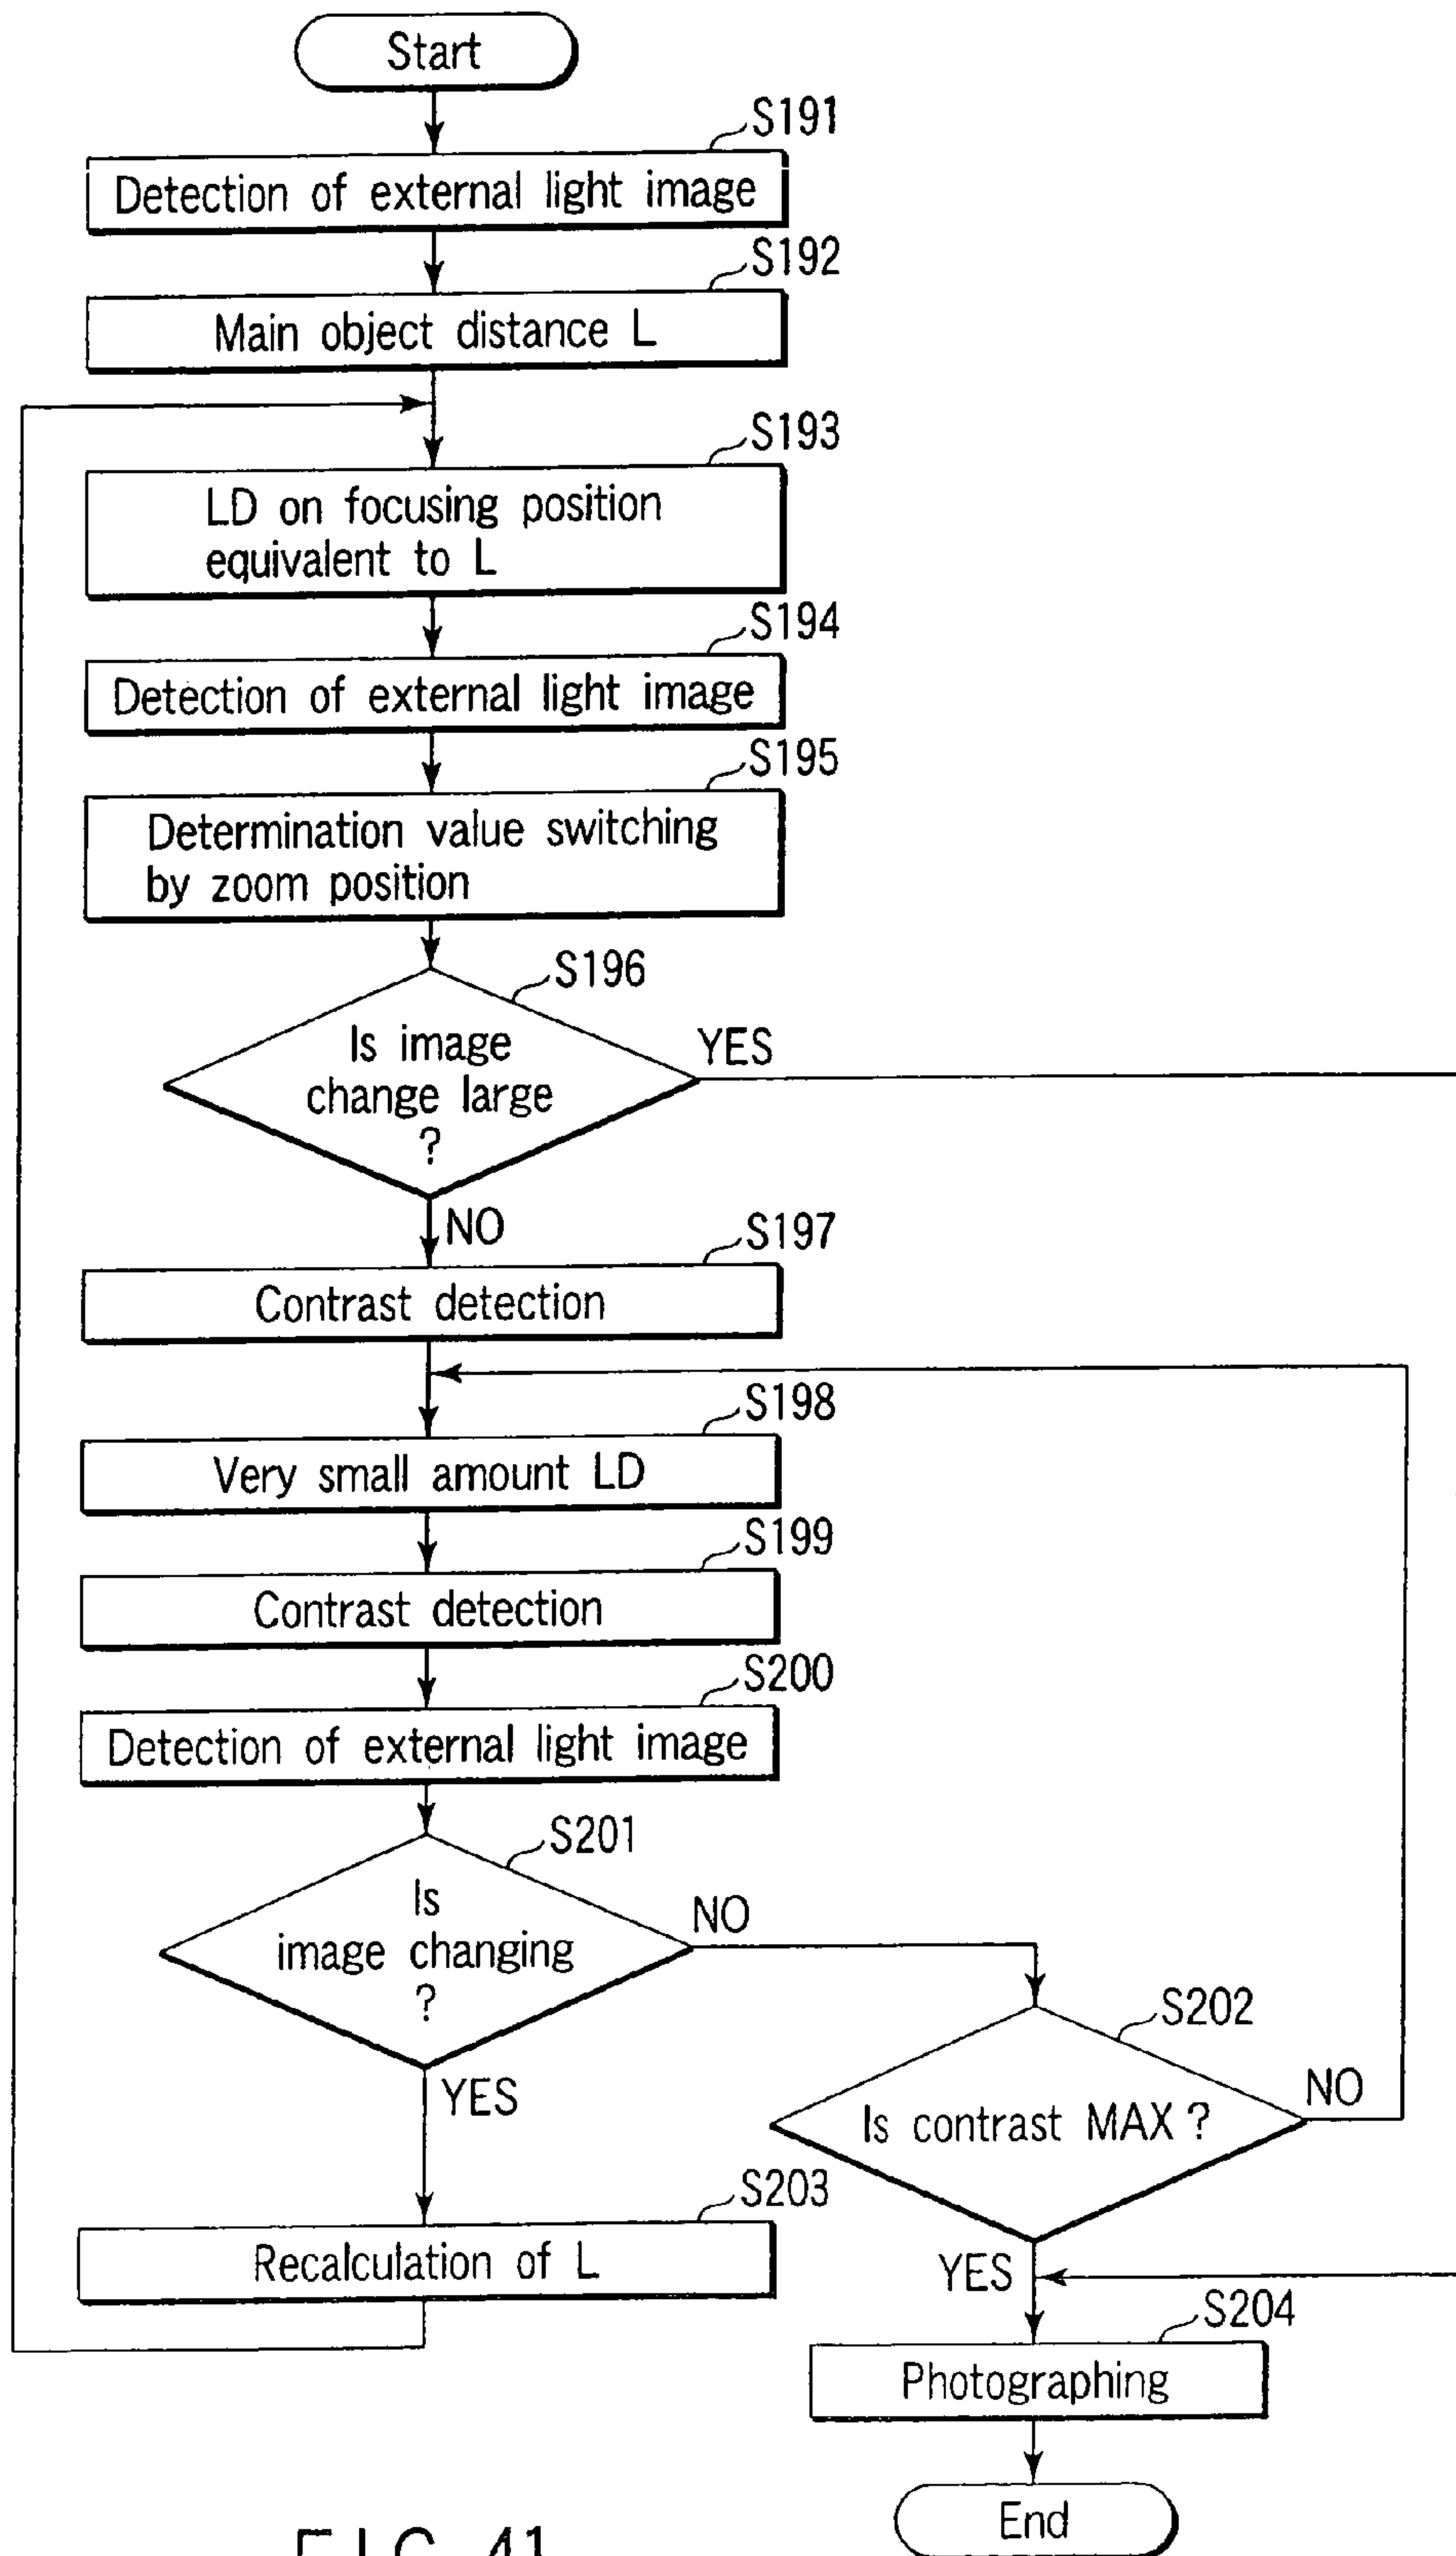 Start
S191
Detection of external light image
S192
Main object distance L
S193
LD on focusing position
equivalent to L
S194
Detection of external light image
S195
Determination value switching
by zoom position
S196
Is image
change large
?
YES
NO
S197
Contrast detection
S198
Very small amount LD
S199
Contrast detection
S200
Detection of external light image
S201
Is
image changing
?
NO
YES
S202
Is contrast MAX ?
NO
YES
S203
Recalculation of L
S204
Photographing
End
FIG. 41